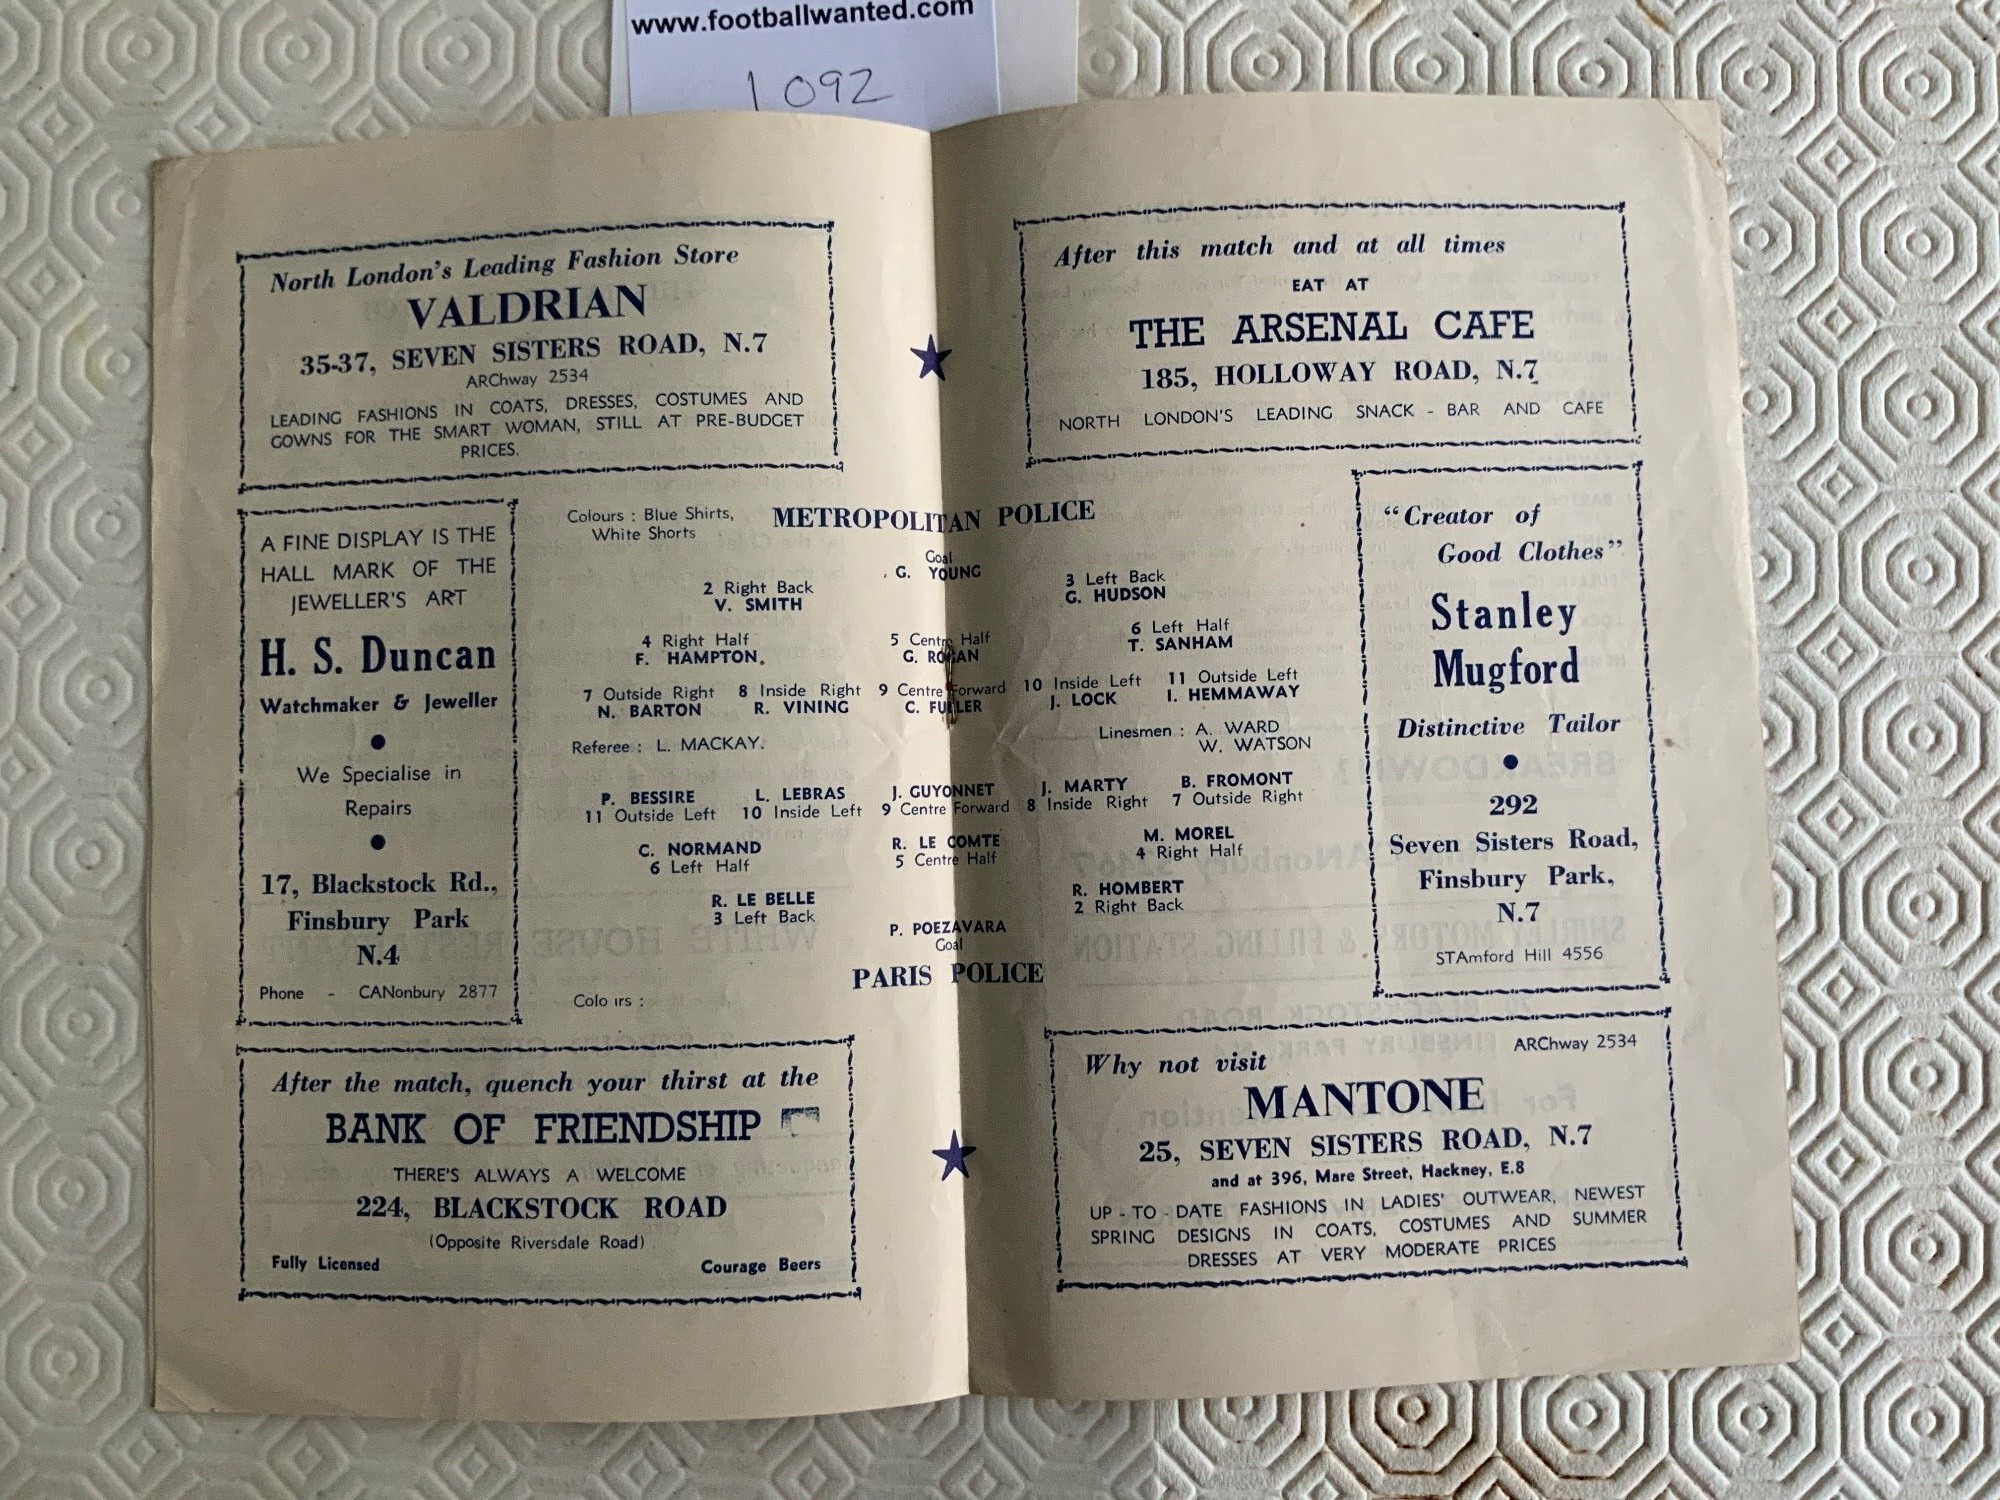 www.footballwanted.com
1092
North London's Leading Fashion Store
VALDRIAN
35-37, SEVEN SISTERS ROAD, N.7
ARChway 2534
LEADING FASHIONS IN COATS, DRESSES, COSTUMES AND
GOWNS FOR THE SMART WOMAN, STILL AT PRE-BUDGET
PRICES.
After this match and at all times
EAT AT
THE ARSENAL CAFE
185, HOLLOWAY ROAD, N.7
NORTH LONDON'S LEADING SNACK - BAR AND CAFE
A FINE DISPLAY IS THE
HALL MARK OF THE
JEWELLER'S ART
H. S. Duncan
Watchmaker & Jeweller
We Specialise in
Repairs
17, Blackstock Rd.,
Finsbury Park
N.4
Phone - CANonbury 2877
Colours : Blue Shirts,
White Shorts
METROPOLITAN POLICE
Goal
G. YOUNG
2 Right Back
V. SMITH
3 Left Back
G. HUDSON
4 Right Half
F. HAMPTON.
5 Centre Half
G. ROGAN
6 Left Half
T. SANHAM
7 Outside Right 8 Inside Right 9 Centre Forward 10 Inside Left 11 Outside Left
N. BARTON R. VINING C. FULLER J. LOCK I. HEMMAWAY
Referee : L. MACKAY.
Linesmen : A. WARD
W. WATSON
P. BESSIRE L. LEBRAS J. GUYONNET J. MARTY B. FROMONT
11 Outside Left 10 Inside Left 9 Centre Forward 8 Inside Right 7 Outside Right
C. NORMAND
6 Left Half
R. LE COMTE
5 Centre Half
M. MOREL
4 Right Half
R. LE BELLE
3 Left Back
R. HOMBERT
2 Right Back
P. POEZAVARA
Goal
PARIS POLICE
Colo irs :
"Creator of
Good Clothes"
Stanley
Mugford
Distinctive Tailor
292
Seven Sisters Road,
Finsbury Park,
N.7
STAmford Hill 4556
After the match, quench your thirst at the
BANK OF FRIENDSHIP
THERE'S ALWAYS A WELCOME
224, BLACKSTOCK ROAD
(Opposite Riversdale Road)
Fully Licensed Courage Beers
ARChway 2534
Why not visit
MANTONE
25, SEVEN SISTERS ROAD, N.7
and at 396, Mare Street, Hackney, E.8
UP - TO - DATE FASHIONS IN LADIES' OUTWEAR, NEWEST
SPRING DESIGNS IN COATS, COSTUMES AND SUMMER
DRESSES AT VERY MODERATE PRICES